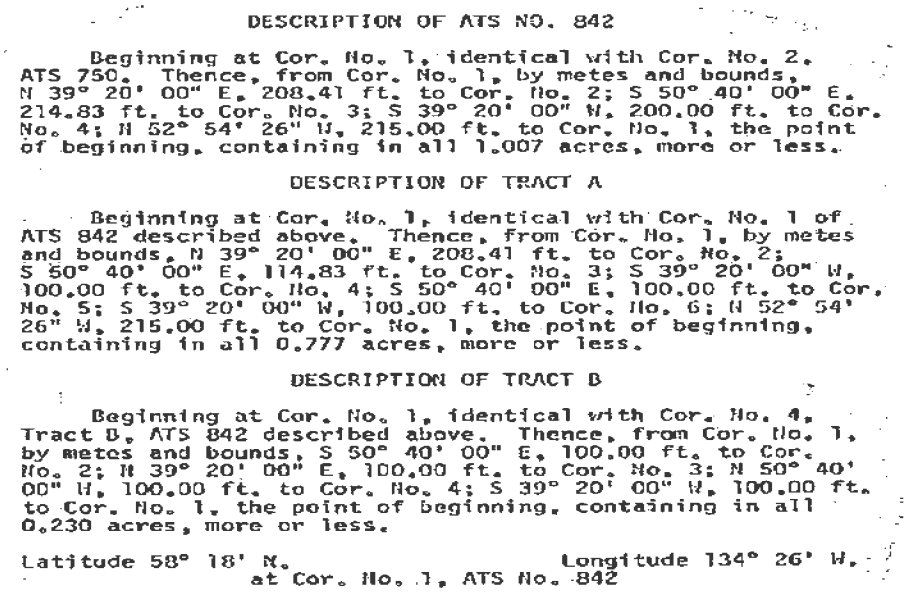 DESCRIPTION OF ATS NO. 842
Beginning at Cor. No. 1, identical with Cor. No. 2,
ATS 750. Thence, from Cor. No. 1, by metes and bounds,
N 39° 20' 00" E, 208.41 ft. to Cor. No. 2; S 50° 40' 00" E,
214.83 ft. to Cor. No. 3; S 39° 20' 00" W, 200.00 ft. to Cor.
No. 4; N 52° 54' 26" W, 215.00 ft. to Cor. No. 1, the point
of beginning, containing in all 1.007 acres, more or less.
DESCRIPTION OF TRACT A
Beginning at Cor. No. 1, identical with Cor. No. 1 of
ATS 842 described above. Thence, from Cor. No. 1, by metes
and bounds, N 39° 20' 00" E, 208.41 ft. to Cor. No. 2;
S 50° 40' 00" E, 114.83 ft. to Cor. No. 3; S 39° 20' 00" W,
100.00 ft. to Cor. No. 4; S 50° 40' 00" E, 100.00 ft. to Cor.
No. 5; S 39° 20' 00" W, 100.00 ft. to Cor. No. 6; N 52° 54'
26" W, 215.00 ft. to Cor. No. 1, the point of beginning,
containing in all 0.777 acres, more or less.
DESCRIPTION OF TRACT B
Beginning at Cor. No. 1, identical with Cor. No. 4,
Tract B, ATS 842 described above. Thence, from Cor. No. 1,
by metes and bounds, S 50° 40' 00" E, 100.00 ft. to Cor.
No. 2; N 39° 20' 00" E, 100.00 ft. to Cor. No. 3; N 50° 40'
00" W, 100.00 ft. to Cor. No. 4; S 39° 20' 00" W, 100.00 ft.
to Cor. No. 1, the point of beginning, containing in all
0.230 acres, more or less.
Latitude 58° 18' N. Longitude 134° 26' W.
at Cor. No. 1, ATS No. 842